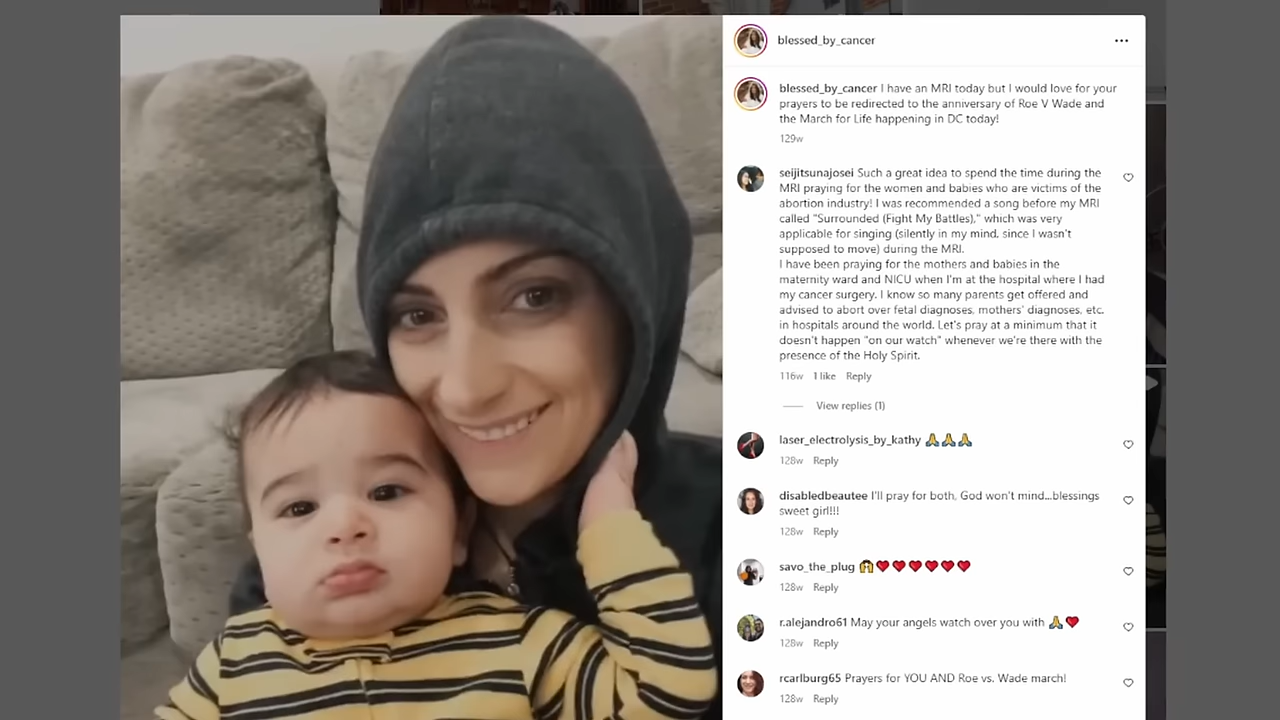 blessed_by_cancer
blessed_by_cancer I have an MRI today but I would love for your
prayers to be redirected to the anniversary of Roe V Wade and
the March for Life happening in DC today!
129w
seijitsunajosei Such a great idea to spend the time during the
MRI praying for the women and babies who are victims of the
abortion industry! I was recommended a song before my MRI
called "Surrounded (Fight My Battles)," which was very
applicable for singing (silently in my mind, since I wasn't
supposed to move) during the MRI.
I have been praying for the mothers and babies in the
maternity ward and NICU when I'm at the hospital where I had
my cancer surgery. I know so many parents get offered and
advised to abort over fetal diagnoses, mothers' diagnoses, etc.
in hospitals around the world. Let's pray at a minimum that it
doesn't happen "on our watch" whenever we're there with the
presence of the Holy Spirit.
116w 1 like Reply
View replies (1)
laser_electrolysis_by_kathy 🙏🙏🙏
128w Reply
disabledbeautee I'll pray for both, God won't mind...blessings
sweet girl!!!
128w Reply
savo_the_plug 🙌❤️❤️❤️❤️❤️❤️
128w Reply
r.alejandro61 May your angels watch over you with 🙏❤️
128w Reply
rcarlburg65 Prayers for YOU AND Roe vs. Wade march!
128w Reply